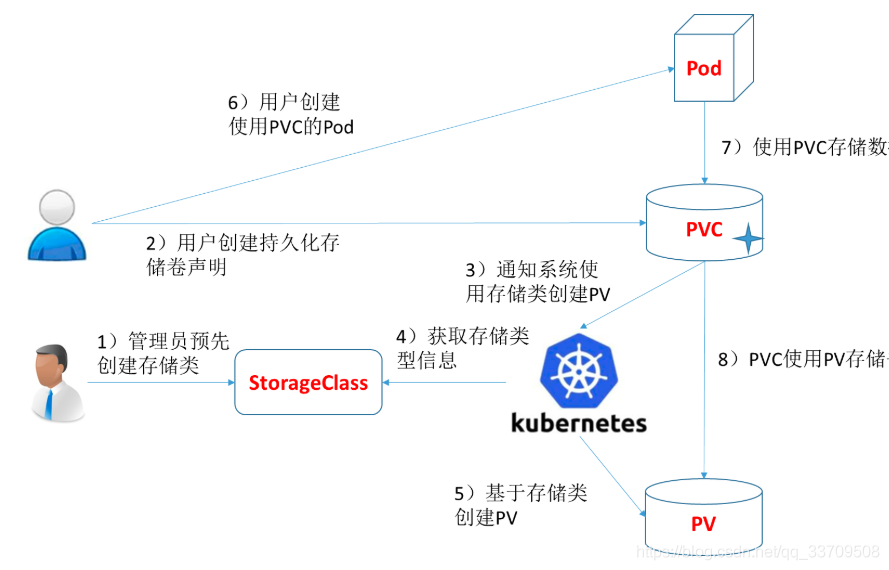 Pod
6）用户创建
使用PVC的Pod
7）使用PVC存储数
PVC
2）用户创建持久化存
储卷声明
3）通知系统使
用存储类创建PV
1）管理员预先
创建存储类
4）获取存储类
型信息
StorageClass
8）PVC使用PV存储
kubernetes
5）基于存储类
创建PV
PV
https://blog.csdn.net/qq_33709508